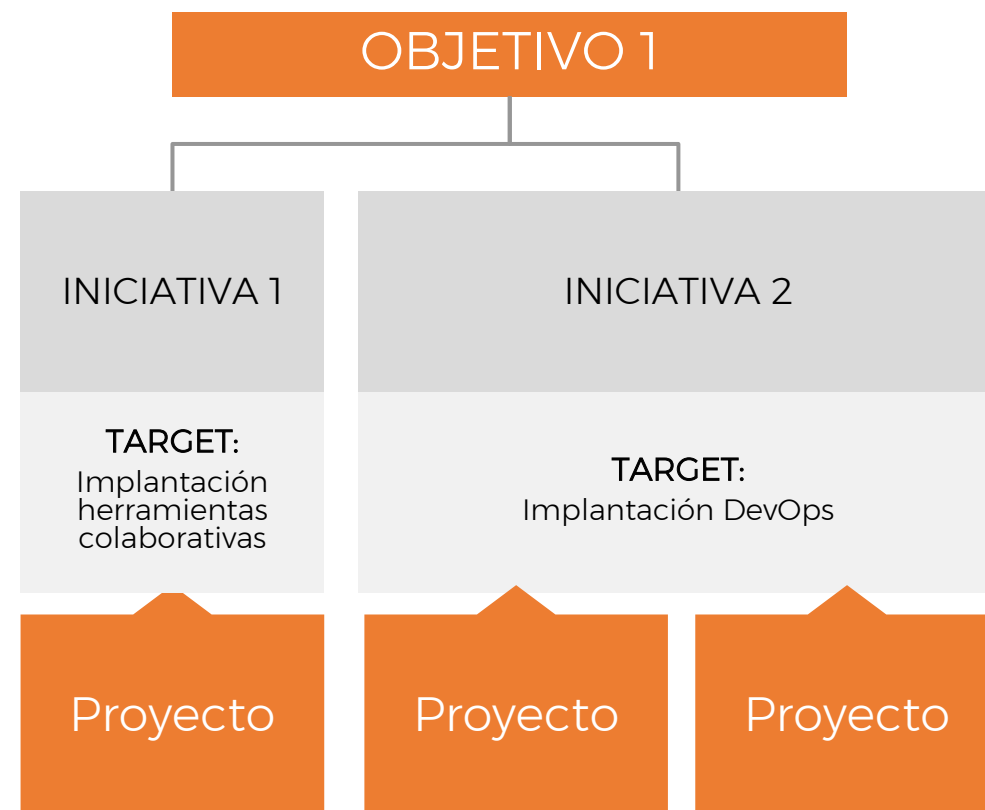 OBJETIVO 1
INICIATIVA 1
INICIATIVA 2
TARGET:
Implantación
herramientas
colaborativas
TARGET:
Implantación DevOps
Proyecto
Proyecto
Proyecto